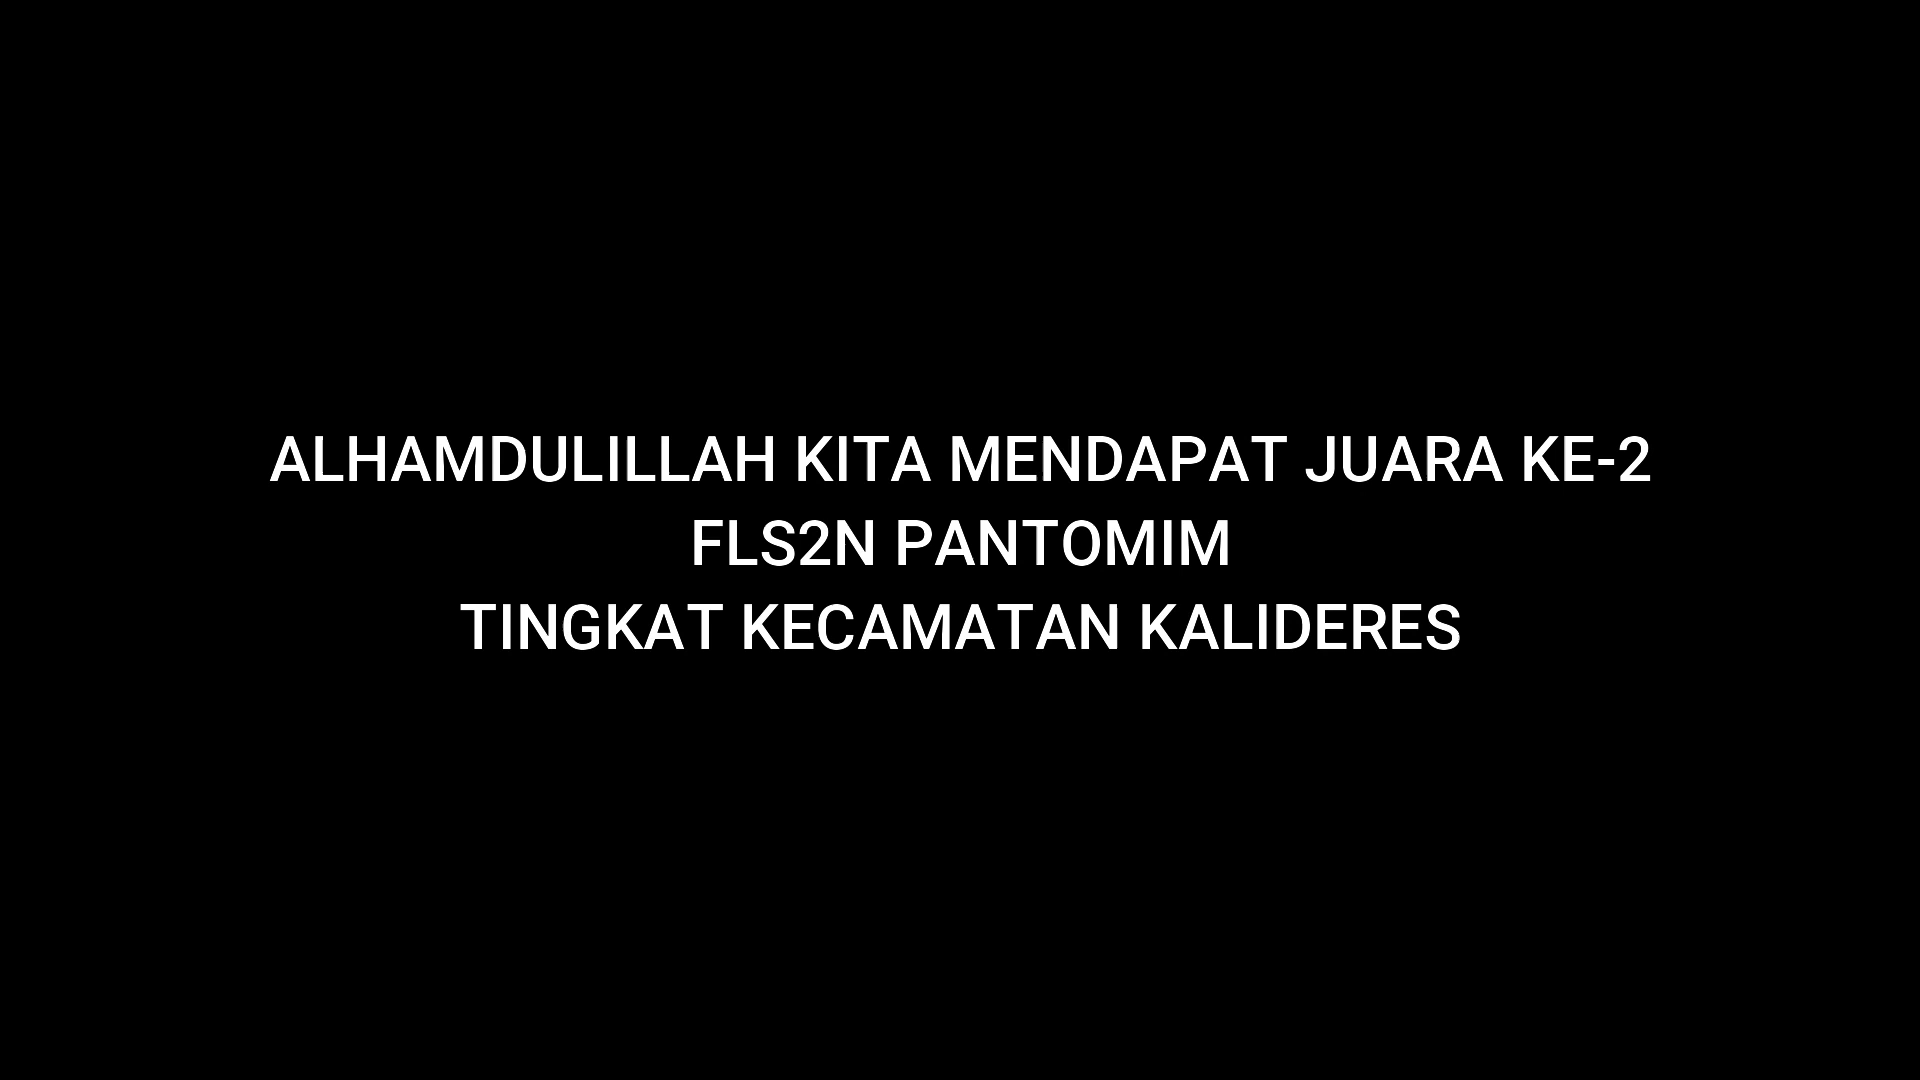 ALHAMDULILLAH KITA MENDAPAT JUARA KE-2
FLS2N PANTOMIM
TINGKAT KECAMATAN KALIDERES